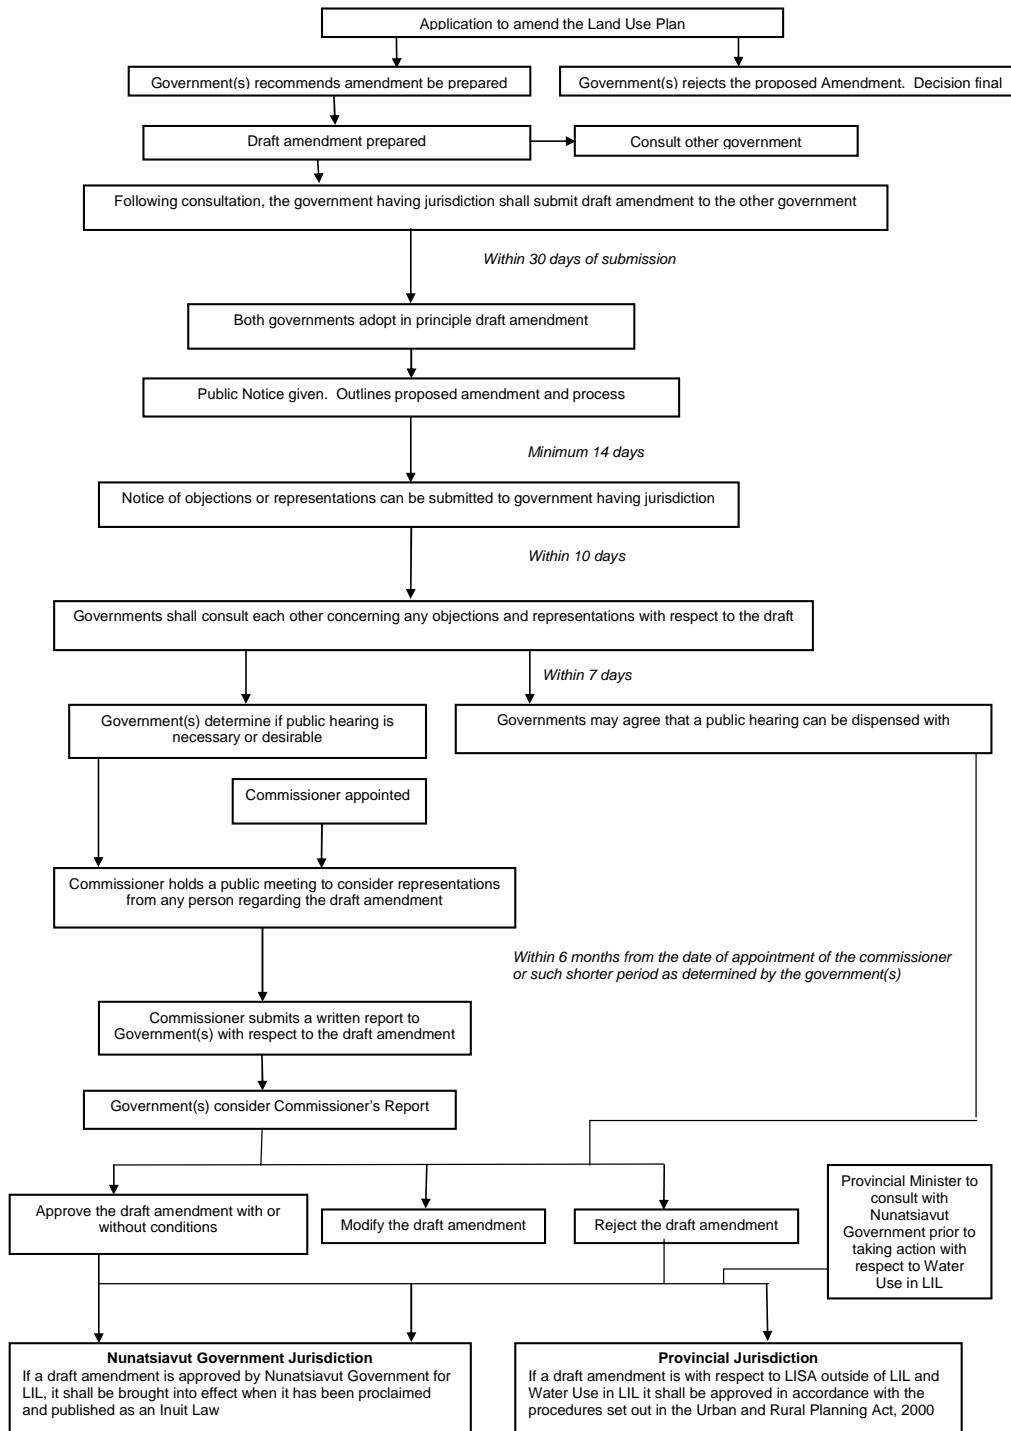 Application to amend the Land Use Plan
Government(s) recommends amendment be prepared
Government(s) rejects the proposed Amendment. Decision final
Draft amendment prepared
Consult other government
Following consultation, the government having jurisdiction shall submit draft amendment to the other government
Within 30 days of submission
Both governments adopt in principle draft amendment
Public Notice given. Outlines proposed amendment and process
Minimum 14 days
Notice of objections or representations can be submitted to government having jurisdiction
Within 10 days
Governments shall consult each other concerning any objections and representations with respect to the draft
Within 7 days
Government(s) determine if public hearing is
necessary or desirable
Governments may agree that a public hearing can be dispensed with
Commissioner appointed
Commissioner holds a public meeting to consider representations
from any person regarding the draft amendment
Within 6 months from the date of appointment of the commissioner
or such shorter period as determined by the government(s)
Commissioner submits a written report to
Government(s) with respect to the draft amendment
Government(s) consider Commissioner's Report
Approve the draft amendment with or
without conditions
Modify the draft amendment
Reject the draft amendment
Provincial Minister to
consult with
Nunatsiavut
Government prior to
taking action with
respect to Water
Use in LIL
Nunatsiavut Government Jurisdiction
If a draft amendment is approved by Nunatsiavut Government for
LIL, it shall be brought into effect when it has been proclaimed
and published as an Inuit Law
Provincial Jurisdiction
If a draft amendment is with respect to LISA outside of LIL and
Water Use in LIL it shall be approved in accordance with the
procedures set out in the Urban and Rural Planning Act, 2000